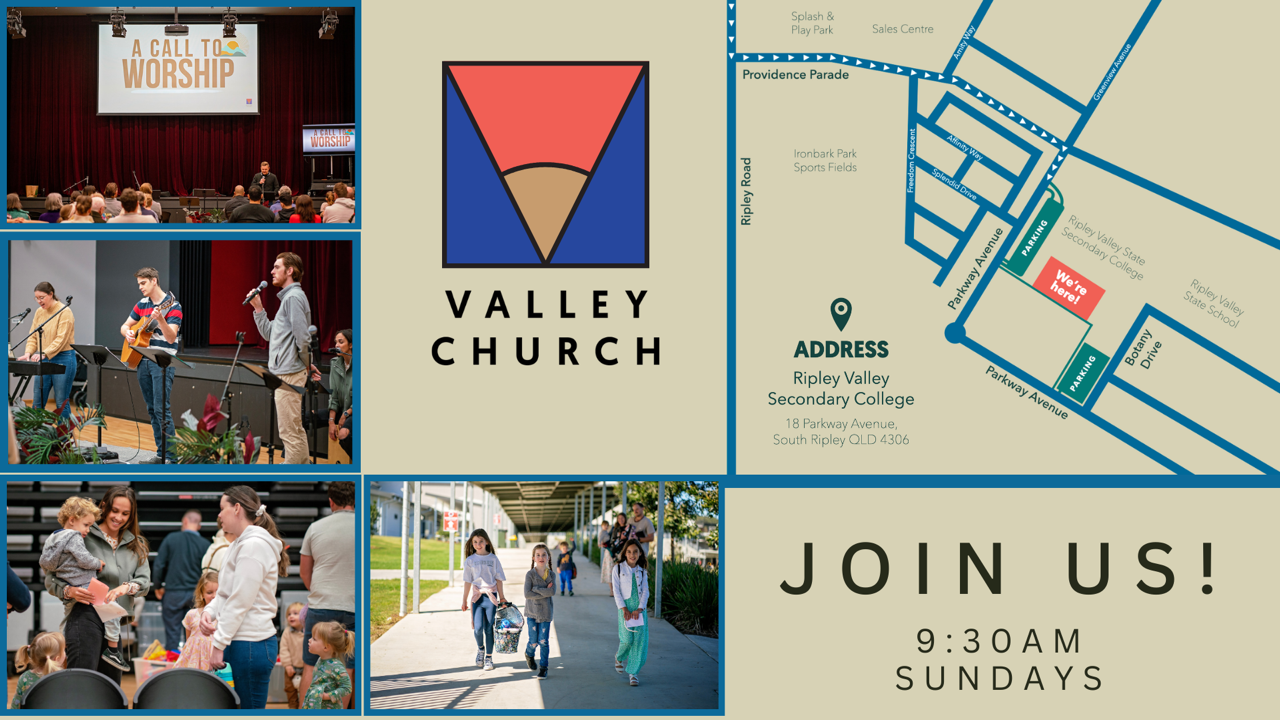 A CALL TO
WORSHIP
A CALL TO
WORSHIP
VALLEY
CHURCH
Splash &
Play Park
Sales Centre
Amity Way
Greenview Avenue
Providence Parade
Ironbark Park
Sports Fields
Ripley Road
Freedom Crescent
Affinity Way
Splendid Drive
Parkway Avenue
PARKING
Ripley Valley State
Secondary College
We're
here!
Ripley Valley
State School
Botany
Drive
PARKING
Parkway Avenue
ADDRESS
Ripley Valley
Secondary College
18 Parkway Avenue,
South Ripley QLD 4306
JOIN US!
9:30AM
SUNDAYS